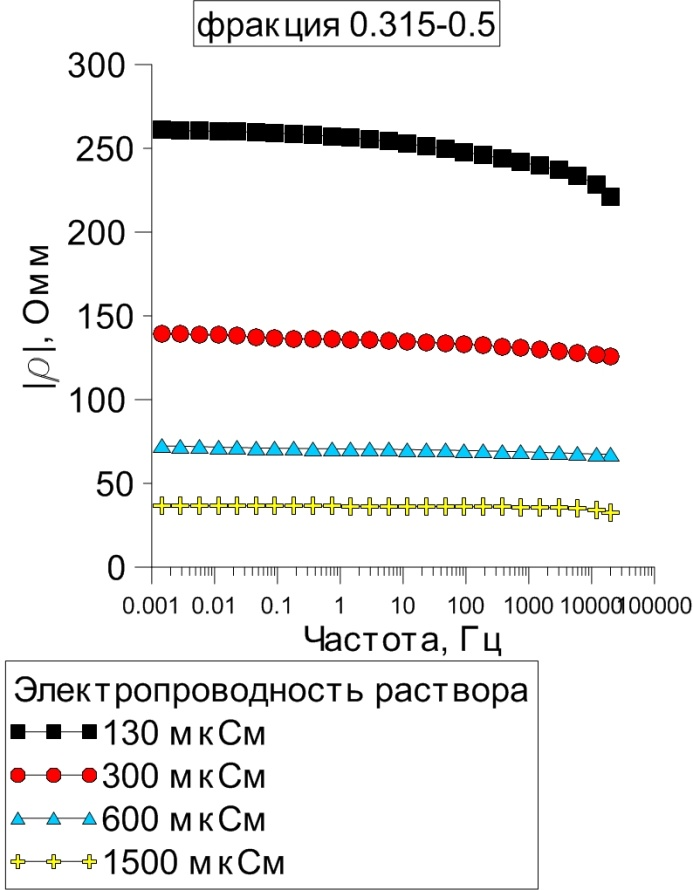 фракция 0.315-0.5
300
250
200
150
100
50
0
|ρ|, Омм
0.001 0.01 0.1 1 10 100 1000 10000 100000
Частота, Гц
Электропроводность раствора
130 мкСм
300 мкСм
600 мкСм
1500 мкСм